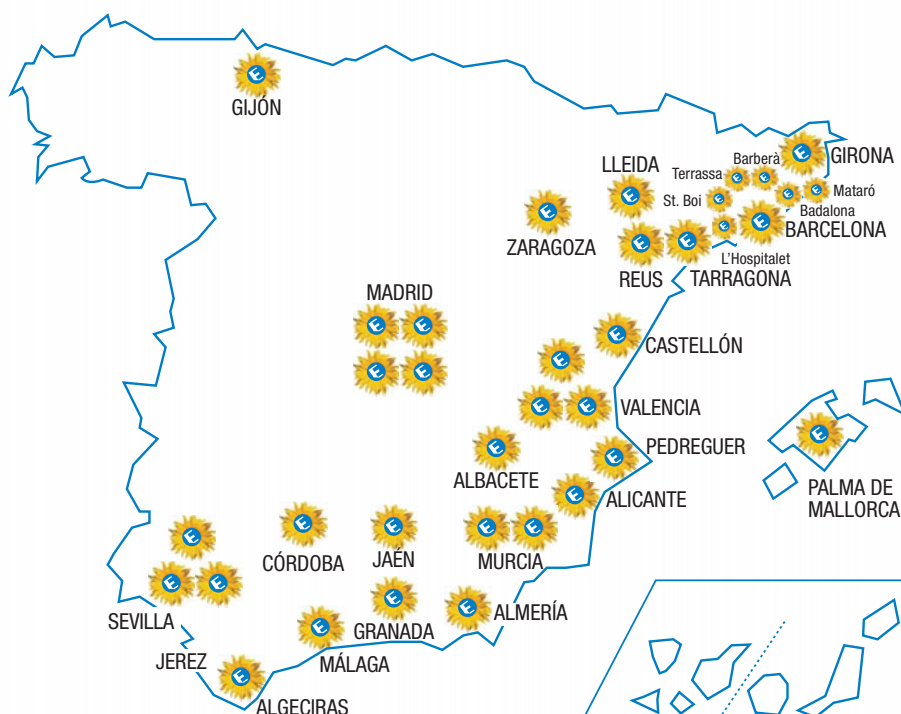 GIJÓN
GIRONA
Barberà
LLEIDA
Terrassa
Mataró
St. Boi
Badalona
BARCELONA
ZARAGOZA
L'Hospitalet
REUS
TARRAGONA
MADRID
CASTELLÓN
VALENCIA
PEDREGUER
ALBACETE
ALICANTE
PALMA DE
MALLORCA
CÓRDOBA
JAÉN
MURCIA
SEVILLA
GRANADA
ALMERÍA
JEREZ
MÁLAGA
ALGECIRAS